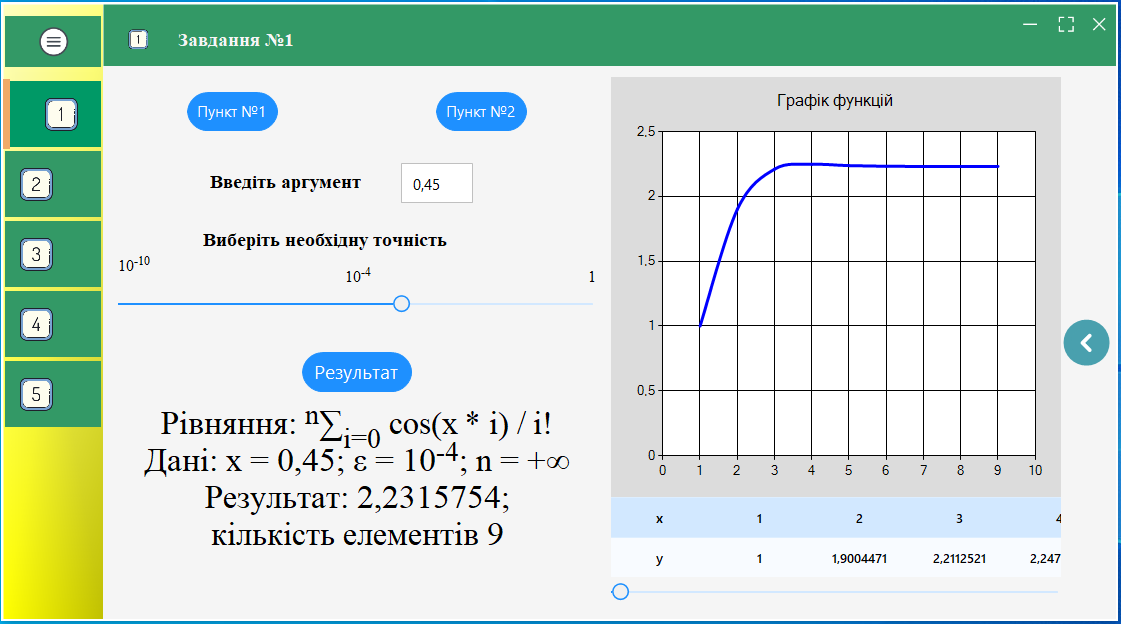 1 Завдання №1
1
2
3
4
5
Пункт №1 Пункт №2
Введіть аргумент 0,45
Виберіть необхідну точність
10-10 10-4 1
Результат
Рівняння: n∑i=0 cos(x * i) / i!
Дані: x = 0,45; ε = 10-4; n = +∞
Результат: 2,2315754;
кількість елементів 9
Графік функцій
2,5
2
1,5
1
0,5
0
0 1 2 3 4 5 6 7 8 9 10
x 1 2 3 4
y 1 1,9004471 2,2112521 2,247